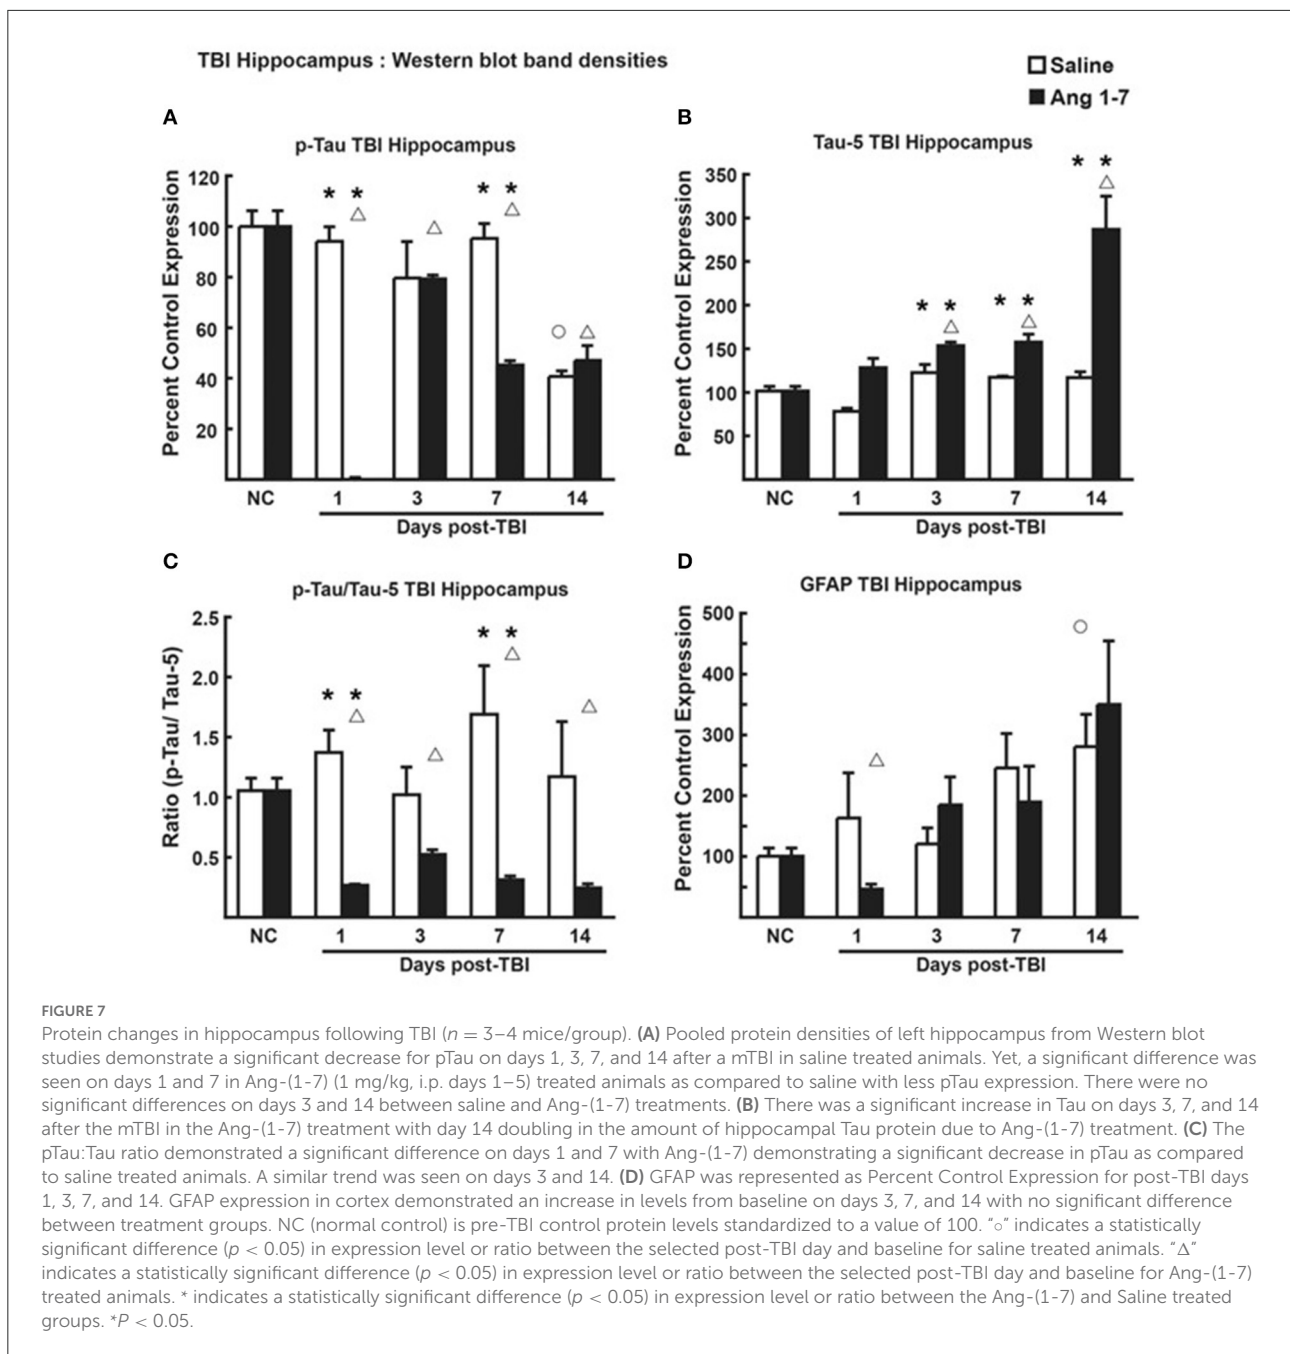 TBI Hippocampus : Western blot band densities
Saline
Ang 1-7
A
p-Tau TBI Hippocampus
Percent Control Expression
120
100
80
60
40
20
* *
△
△
* *
△
○ △
NC 1 3 7 14
Days post-TBI
B
Tau-5 TBI Hippocampus
Percent Control Expression
350
300
250
200
150
100
50
* *
△
* *
△
* *
△
NC 1 3 7 14
Days post-TBI
C
p-Tau/Tau-5 TBI Hippocampus
Ratio (p-Tau/ Tau-5)
2.5
2.0
1.5
1.0
0.5
* *
△
△
* *
△
△
NC 1 3 7 14
Days post-TBI
D
GFAP TBI Hippocampus
Percent Control Expression
500
400
300
200
100
△
○
NC 1 3 7 14
Days post-TBI
FIGURE 7
Protein changes in hippocampus following TBI (n = 3–4 mice/group). (A) Pooled protein densities of left hippocampus from Western blot
studies demonstrate a significant decrease for pTau on days 1, 3, 7, and 14 after a mTBI in saline treated animals. Yet, a significant difference was
seen on days 1 and 7 in Ang-(1-7) (1 mg/kg, i.p. days 1–5) treated animals as compared to saline with less pTau expression. There were no
significant differences on days 3 and 14 between saline and Ang-(1-7) treatments. (B) There was a significant increase in Tau on days 3, 7, and 14
after the mTBI in the Ang-(1-7) treatment with day 14 doubling in the amount of hippocampal Tau protein due to Ang-(1-7) treatment. (C) The
pTau:Tau ratio demonstrated a significant difference on days 1 and 7 with Ang-(1-7) demonstrating a significant decrease in pTau as compared
to saline treated animals. A similar trend was seen on days 3 and 14. (D) GFAP was represented as Percent Control Expression for post-TBI days
1, 3, 7, and 14. GFAP expression in cortex demonstrated an increase in levels from baseline on days 3, 7, and 14 with no significant difference
between treatment groups. NC (normal control) is pre-TBI control protein levels standardized to a value of 100. "○" indicates a statistically
significant difference (p < 0.05) in expression level or ratio between the selected post-TBI day and baseline for saline treated animals. "Δ"
indicates a statistically significant difference (p < 0.05) in expression level or ratio between the selected post-TBI day and baseline for Ang-(1-7)
treated animals. * indicates a statistically significant difference (p < 0.05) in expression level or ratio between the Ang-(1-7) and Saline treated
groups. *P < 0.05.